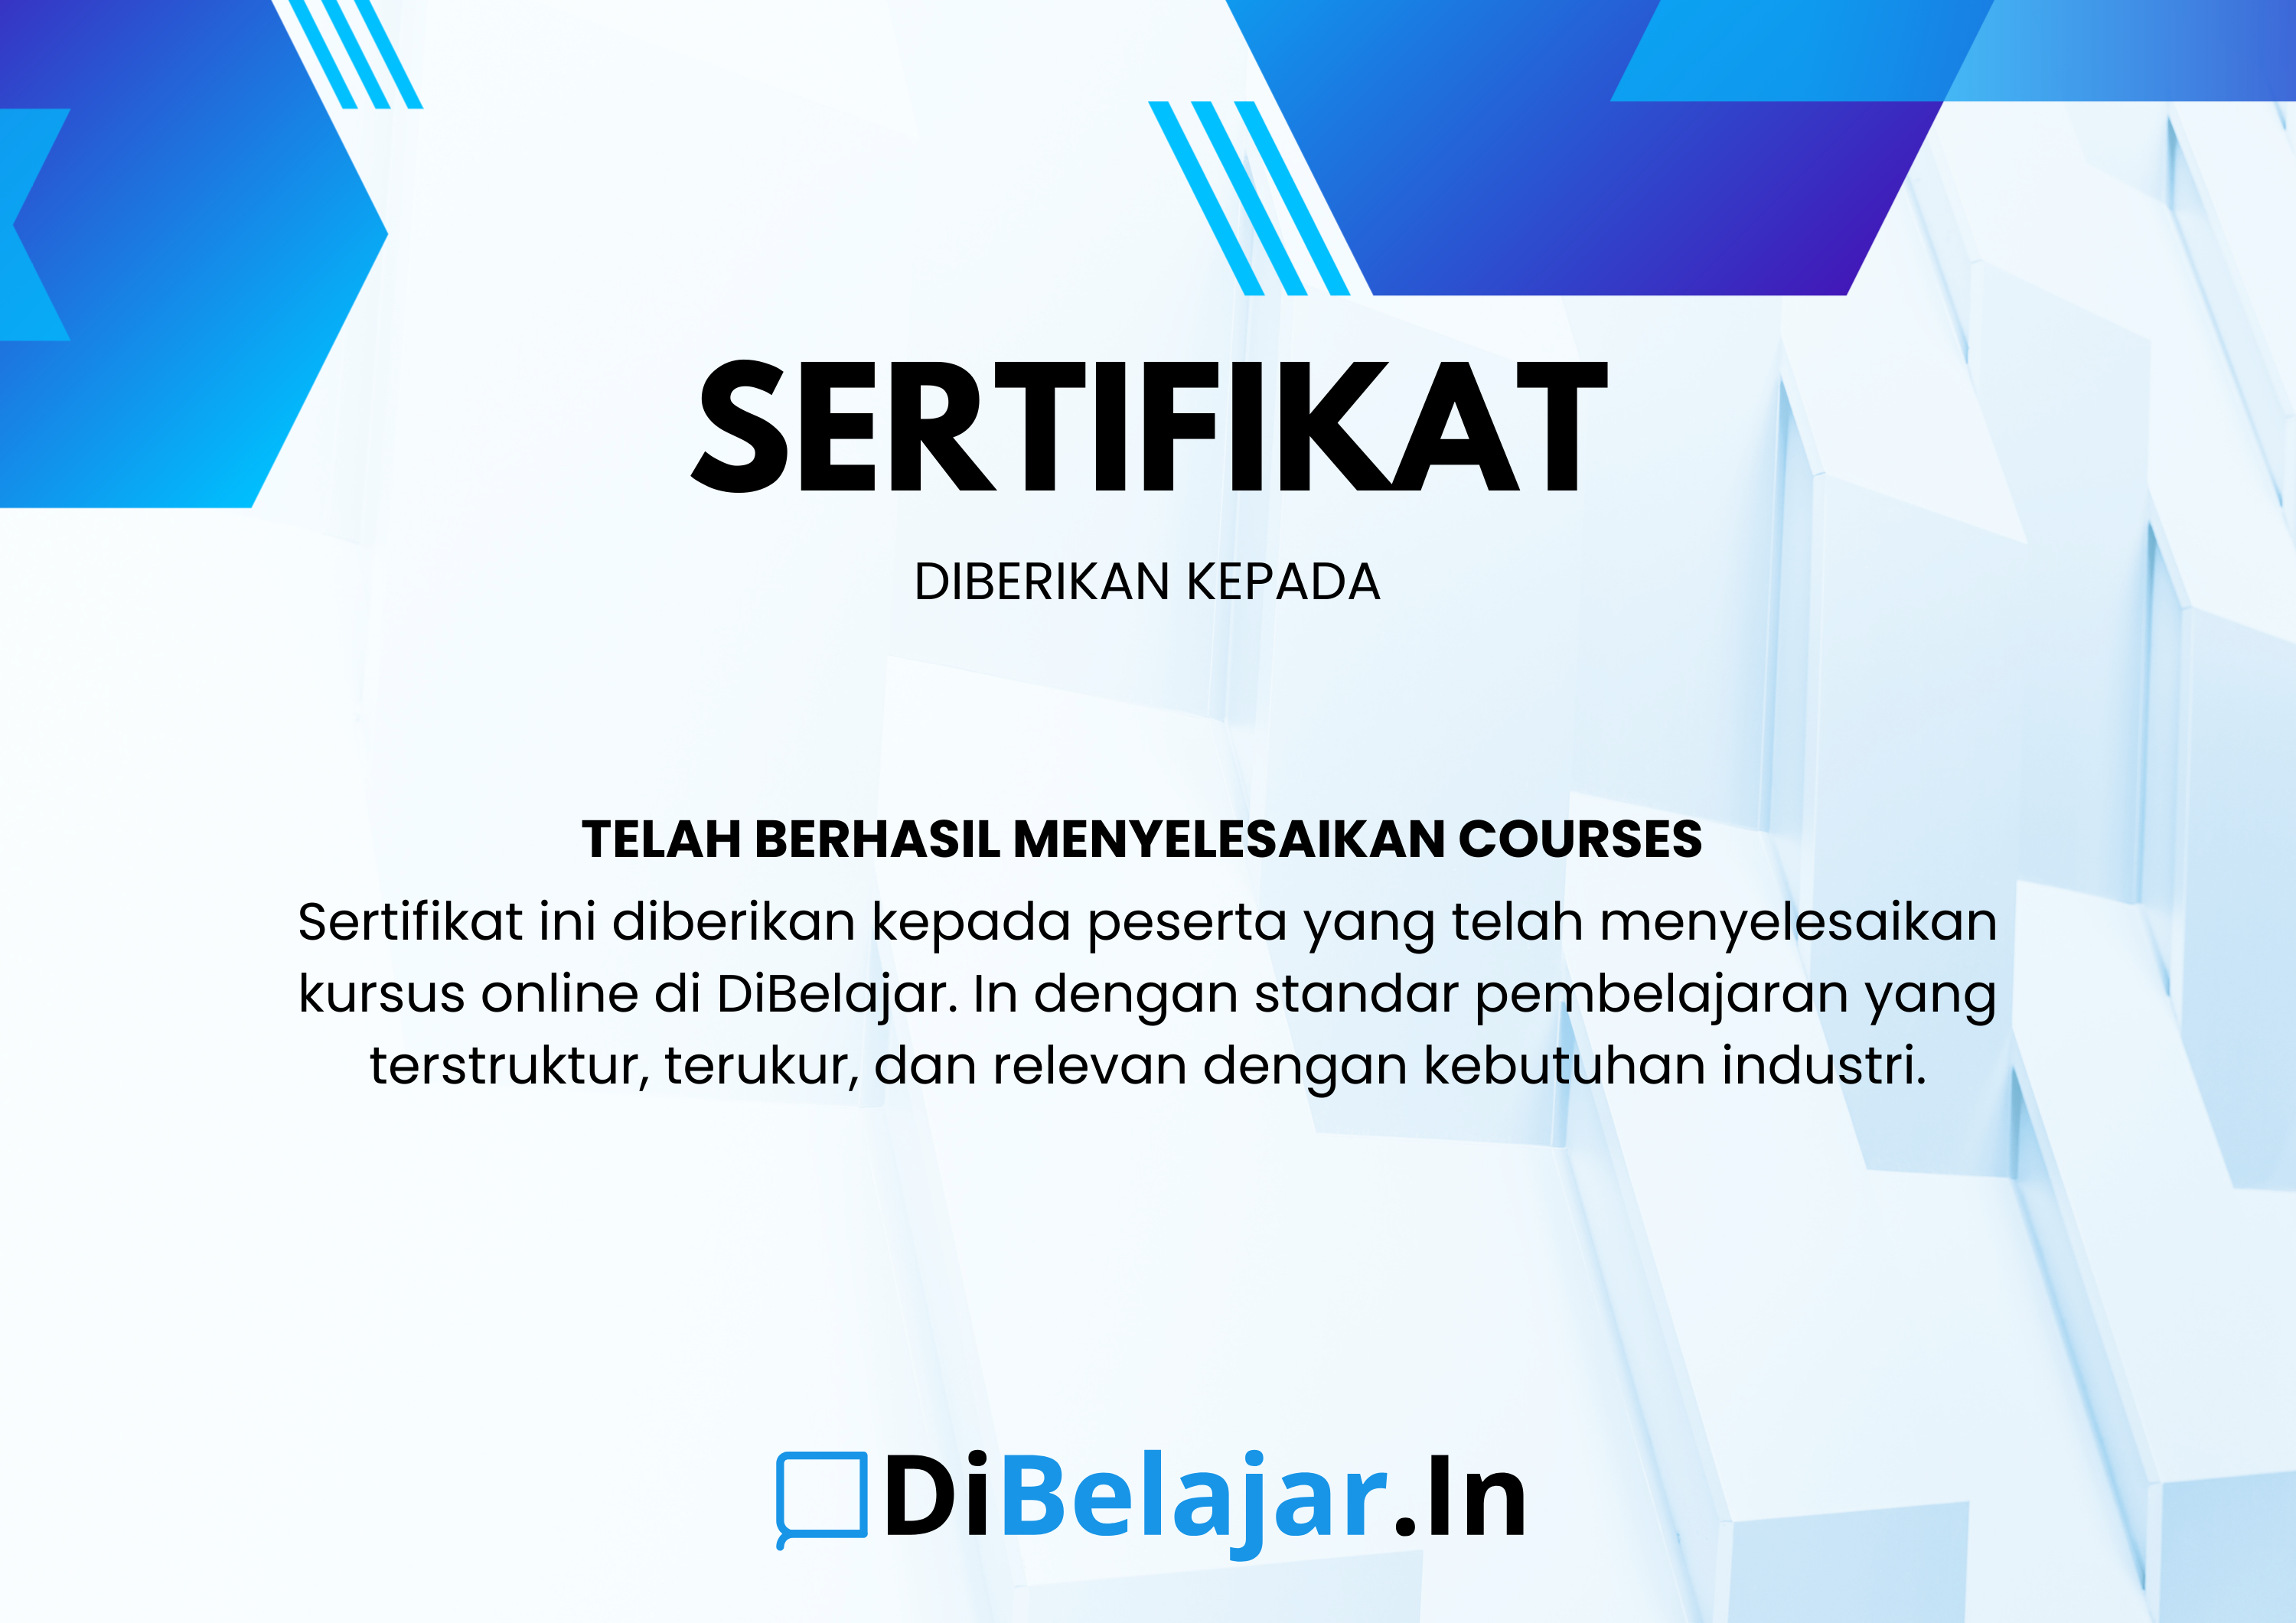 SERTIFIKAT
DIBERIKAN KEPADA
TELAH BERHASIL MENYELESAIKAN COURSES
Sertifikat ini diberikan kepada peserta yang telah menyelesaikan
kursus online di DiBelajar. In dengan standar pembelajaran yang
terstruktur, terukur, dan relevan dengan kebutuhan industri.
DiBelajar.In